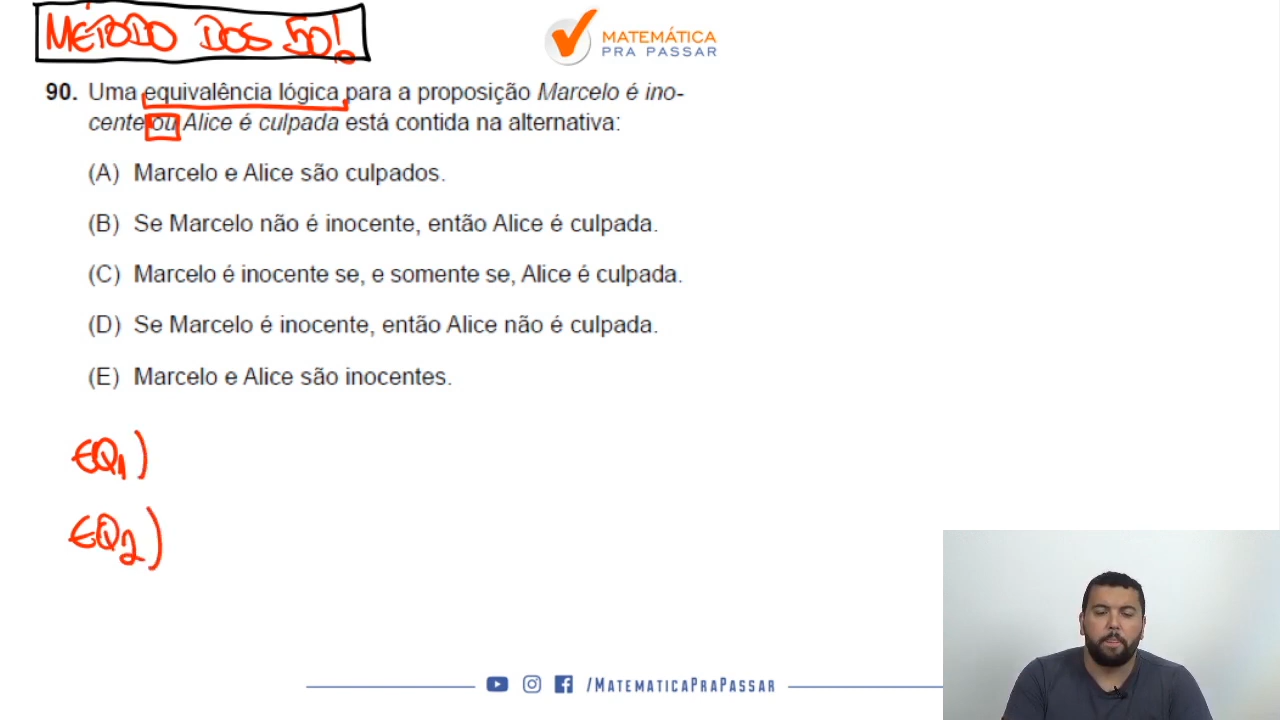 MÉTODO DOS 50!
MATEMÁTICA
PRA PASSAR
90. Uma equivalência lógica para a proposição Marcelo é ino-
cente ou Alice é culpada está contida na alternativa:
(A) Marcelo e Alice são culpados.
(B) Se Marcelo não é inocente, então Alice é culpada.
(C) Marcelo é inocente se, e somente se, Alice é culpada.
(D) Se Marcelo é inocente, então Alice não é culpada.
(E) Marcelo e Alice são inocentes.
EQ1)
EQ2)
/MATEMATICAPRAPASSAR